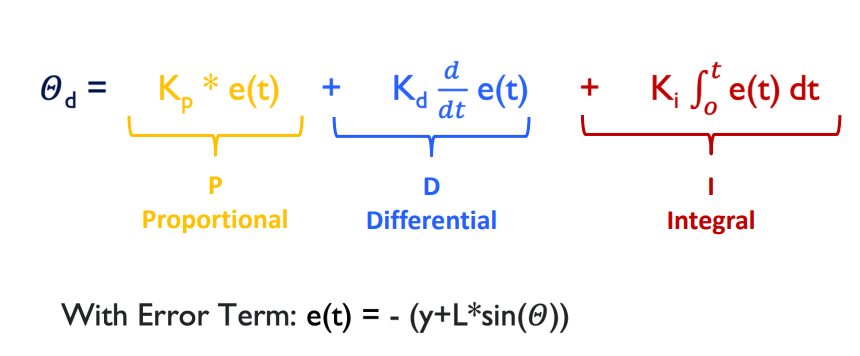 Θd = Kp * e(t) + Kd d/dt e(t) + Ki ∫ₒᵗ e(t) dt
P D I
Proportional Differential Integral
With Error Term: e(t) = - (y+L*sin(Θ))